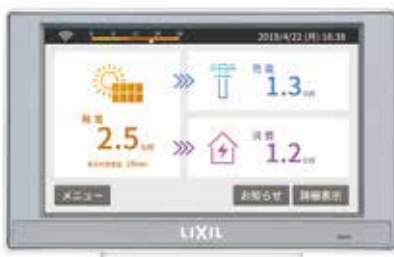 2019/4/22 (月) 16:38
売電
1.3 kW
発電
2.5 kW
消費
1.2 kW
メニュー
お知らせ
詳細表示
LIXIL